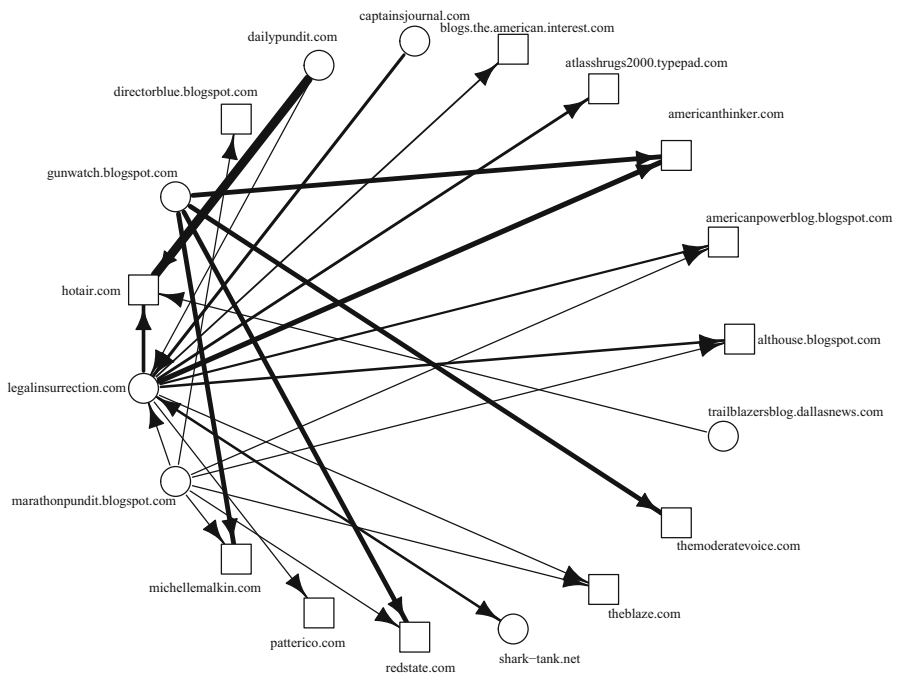 captainsjournal.com
blogs.the.american.interest.com
dailypundit.com
atlasshrugs2000.typepad.com
directorblue.blogspot.com
americanthinker.com
gunwatch.blogspot.com
americanpowerblog.blogspot.com
hotair.com
althouse.blogspot.com
legalinsurrection.com
trailblazersblog.dallasnews.com
marathonpundit.blogspot.com
themoderatevoice.com
michellemalkin.com
theblaze.com
patterico.com
shark−tank.net
redstate.com